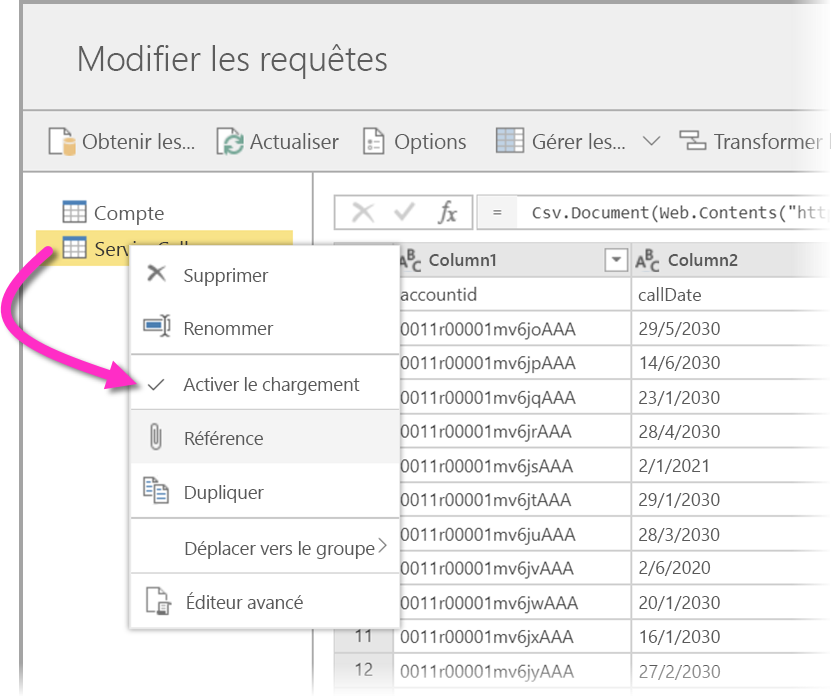 Modifier les requêtes
Obtenir les... Actualiser Options Gérer les... Transformer
Compte
fx = Csv.Document(Web.Contents("http
Supprimer
Renommer
Activer le chargement
Référence
Dupliquer
Déplacer vers le groupe
Éditeur avancé
ABC Column1 ABC Column2
accountid callDate
0011r00001mv6joAAA 29/5/2030
0011r00001mv6jpAAA 14/6/2030
0011r00001mv6jqAAA 23/1/2030
0011r00001mv6jrAAA 28/4/2030
0011r00001mv6jsAAA 2/1/2021
0011r00001mv6jtAAA 29/1/2030
0011r00001mv6juAAA 28/3/2030
0011r00001mv6jvAAA 2/6/2020
0011r00001mv6jwAAA 20/1/2030
11 0011r00001mv6jxAAA 16/1/2030
12 0011r00001mv6jyAAA 27/2/2030